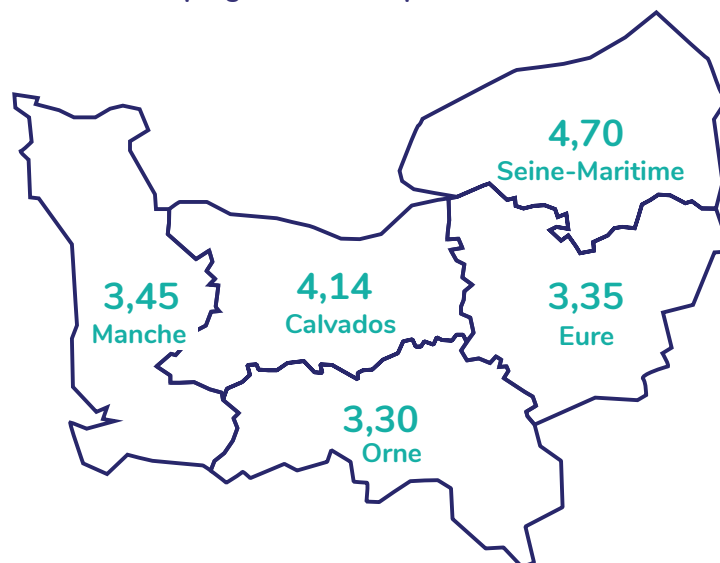 4,70
Seine-Maritime
3,45
Manche
4,14
Calvados
3,35
Eure
3,30
Orne